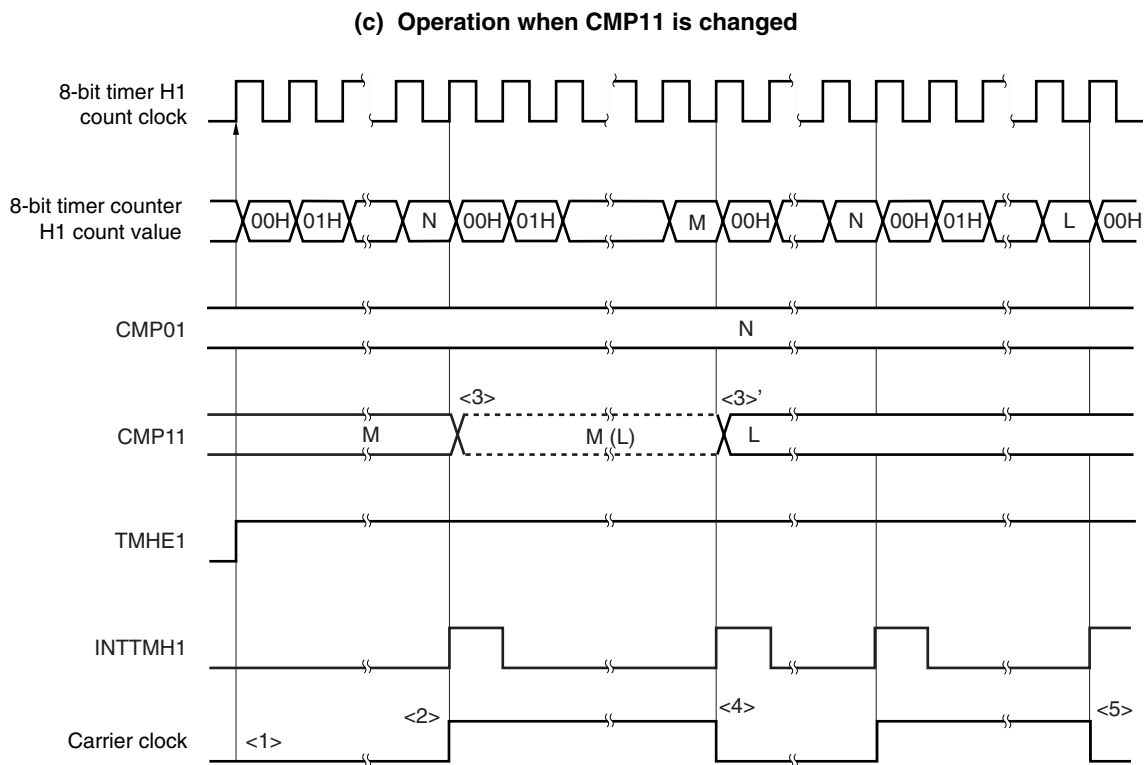 (c) Operation when CMP11 is changed
8-bit timer H1
count clock
8-bit timer counter
H1 count value
00H 01H N 00H 01H M 00H N 00H 01H L 00H
CMP01
N
<3> <3>’
CMP11
M M (L) L
TMHE1
INTTMH1
<2> <4> <5>
Carrier clock
<1>